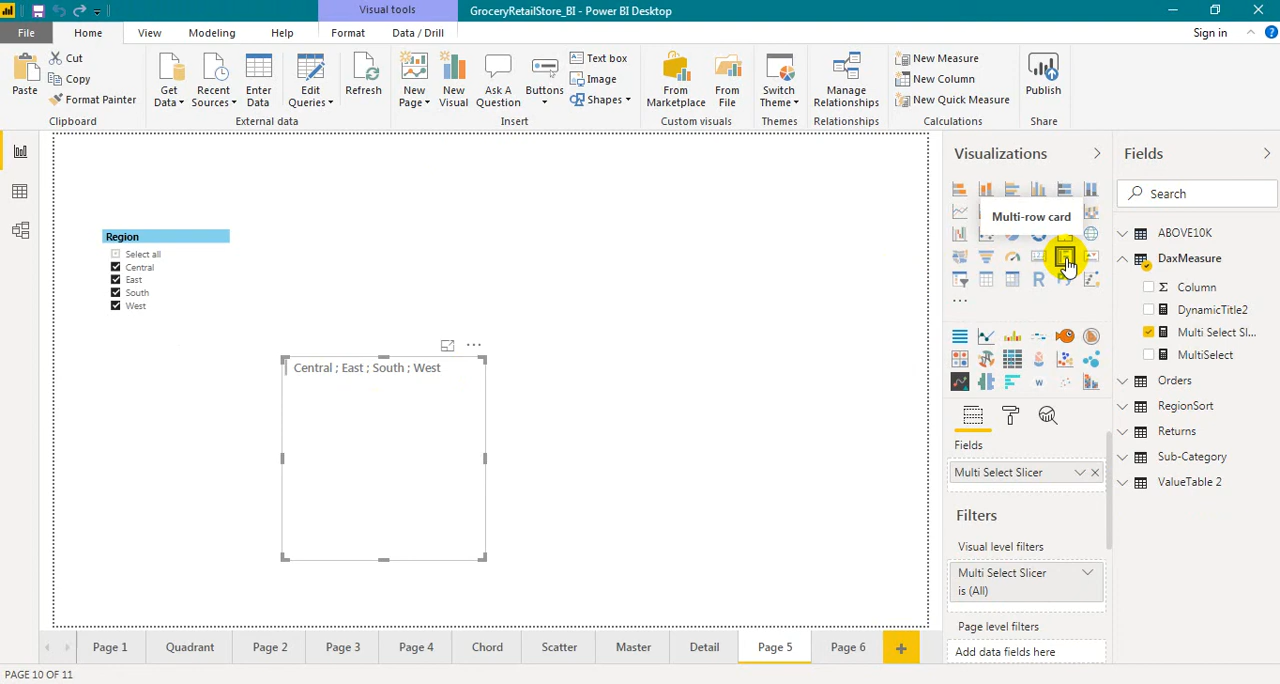 Visual tools
GroceryRetailStore_BI - Power BI Desktop
File
Home
View
Modeling
Help
Format
Data / Drill
Sign in
Paste
Cut
Copy
Format Painter
Clipboard
Get
Data
Recent
Sources
Enter
Data
Edit
Queries
Refresh
External data
New
Page
New
Visual
Ask A
Question
Buttons
Text box
Image
Shapes
Insert
From
Marketplace
From
File
Custom visuals
Switch
Theme
Themes
Manage
Relationships
Relationships
New Measure
New Column
New Quick Measure
Calculations
Publish
Share
Region
Select all
Central
East
South
West
Central ; East ; South ; West
Visualizations
Multi-row card
R
Py
W
Fields
Multi Select Slicer
Filters
Visual level filters
Multi Select Slicer
is (All)
Page level filters
Add data fields here
Fields
Search
ABOVE10K
DaxMeasure
Column
DynamicTitle2
Multi Select Sl...
MultiSelect
Orders
RegionSort
Returns
Sub-Category
ValueTable 2
Page 1
Quadrant
Page 2
Page 3
Page 4
Chord
Scatter
Master
Detail
Page 5
Page 6
PAGE 10 OF 11